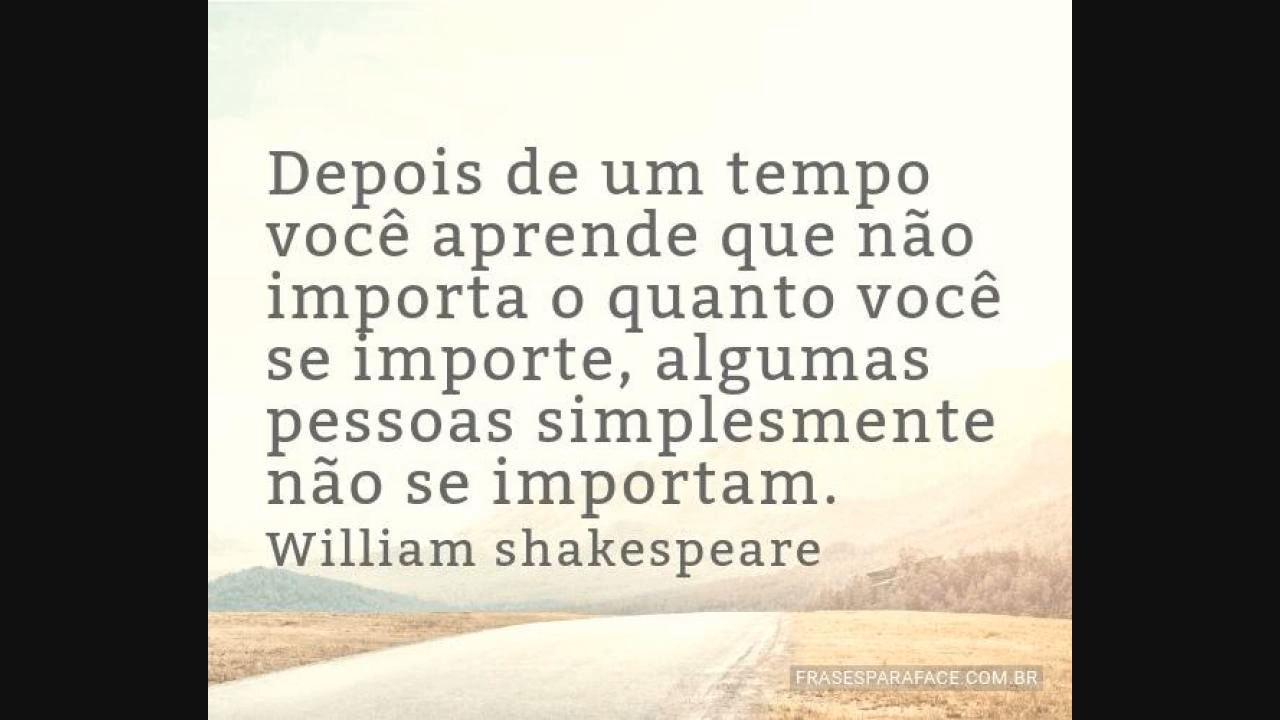 Depois de um tempo
você aprende que não
importa o quanto você
se importe, algumas
pessoas simplesmente
não se importam.
William shakespeare
FRASESPARAFACE.COM.BR